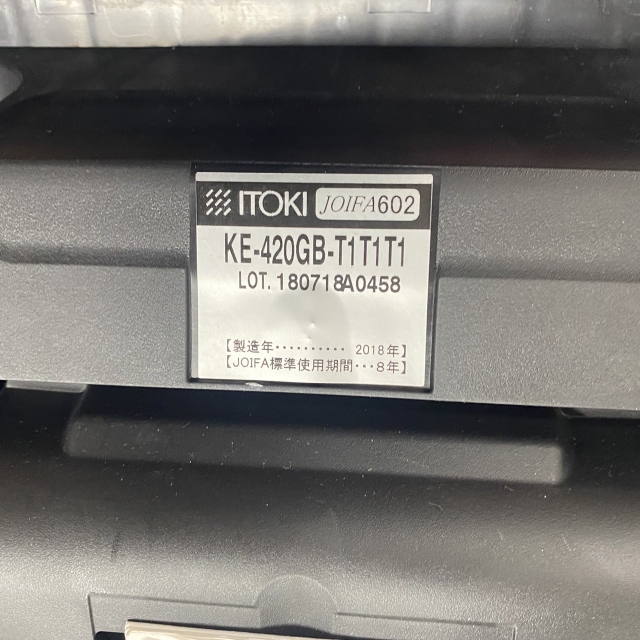 ITOKI JOIFA602
KE-420GB-T1T1T1
LOT. 180718A0458
【製造年·········· 2018年】
【JOIFA標準使用期間···8年】